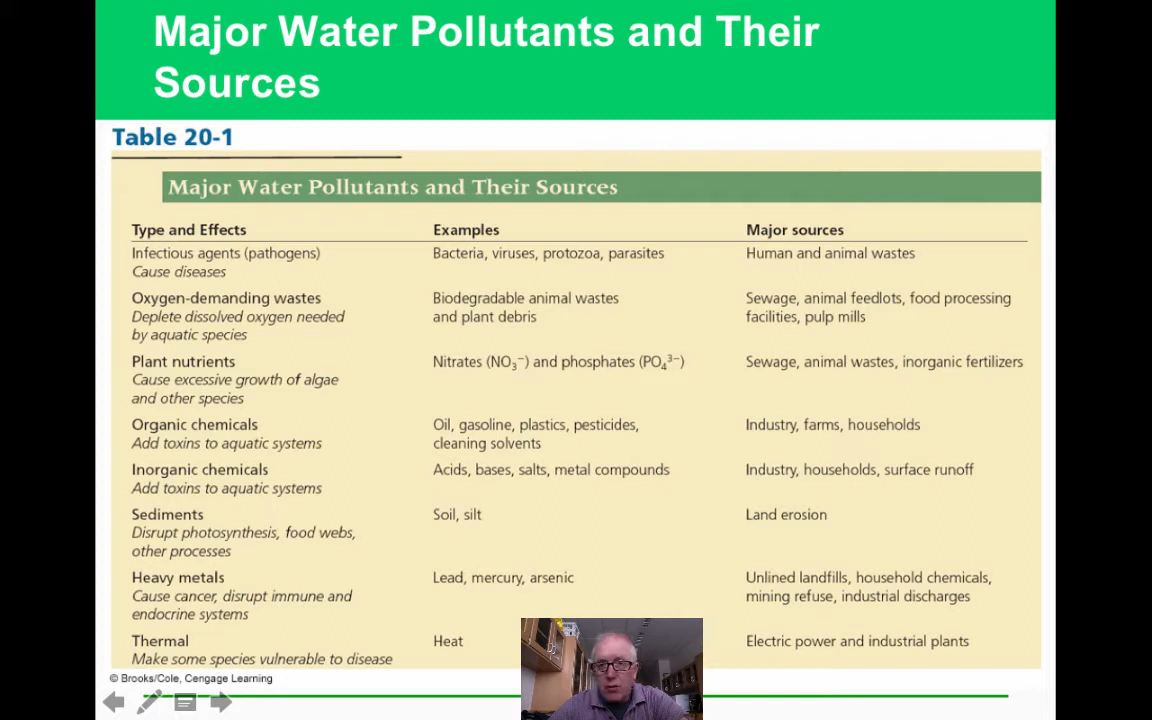 Major Water Pollutants and Their
Sources
Table 20-1
Major Water Pollutants and Their Sources
Type and Effects Examples Major sources
Infectious agents (pathogens) Bacteria, viruses, protozoa, parasites Human and animal wastes
Cause diseases
Oxygen-demanding wastes Biodegradable animal wastes Sewage, animal feedlots, food processing
Deplete dissolved oxygen needed and plant debris facilities, pulp mills
by aquatic species
Plant nutrients Nitrates (NO₃⁻) and phosphates (PO₄³⁻) Sewage, animal wastes, inorganic fertilizers
Cause excessive growth of algae
and other species
Organic chemicals Oil, gasoline, plastics, pesticides, Industry, farms, households
Add toxins to aquatic systems cleaning solvents
Inorganic chemicals Acids, bases, salts, metal compounds Industry, households, surface runoff
Add toxins to aquatic systems
Sediments Soil, silt Land erosion
Disrupt photosynthesis, food webs,
other processes
Heavy metals Lead, mercury, arsenic Unlined landfills, household chemicals,
Cause cancer, disrupt immune and mining refuse, industrial discharges
endocrine systems
Thermal Heat Electric power and industrial plants
Make some species vulnerable to disease
© Brooks/Cole, Cengage Learning